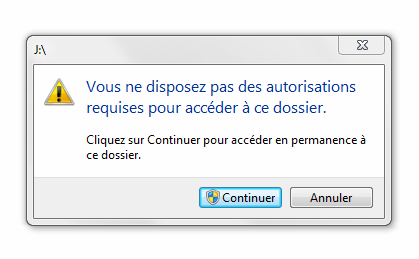 J:\
Vous ne disposez pas des autorisations
requises pour accéder à ce dossier.
Cliquez sur Continuer pour accéder en permanence à
ce dossier.
Continuer
Annuler